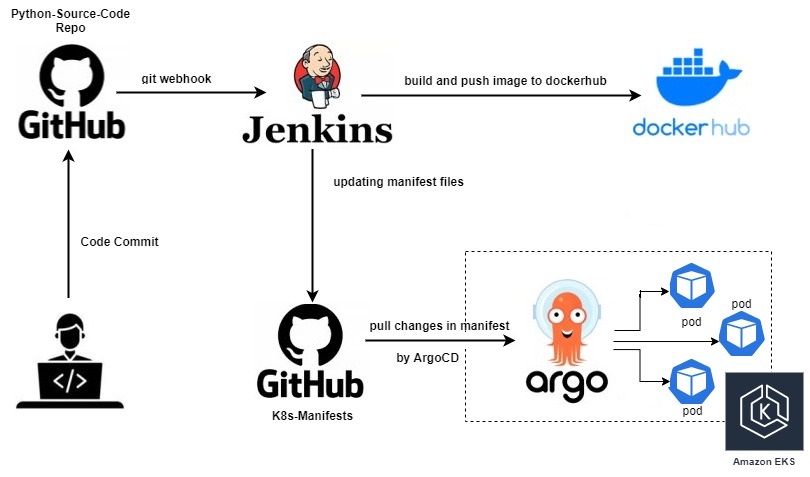 Python-Source-Code
Repo
GitHub
git webhook
Jenkins
build and push image to dockerhub
docker hub
updating manifest files
Code Commit
</>
GitHub
K8s-Manifests
pull changes in manifest
by ArgoCD
argo
pod
pod
pod
K
Amazon EKS